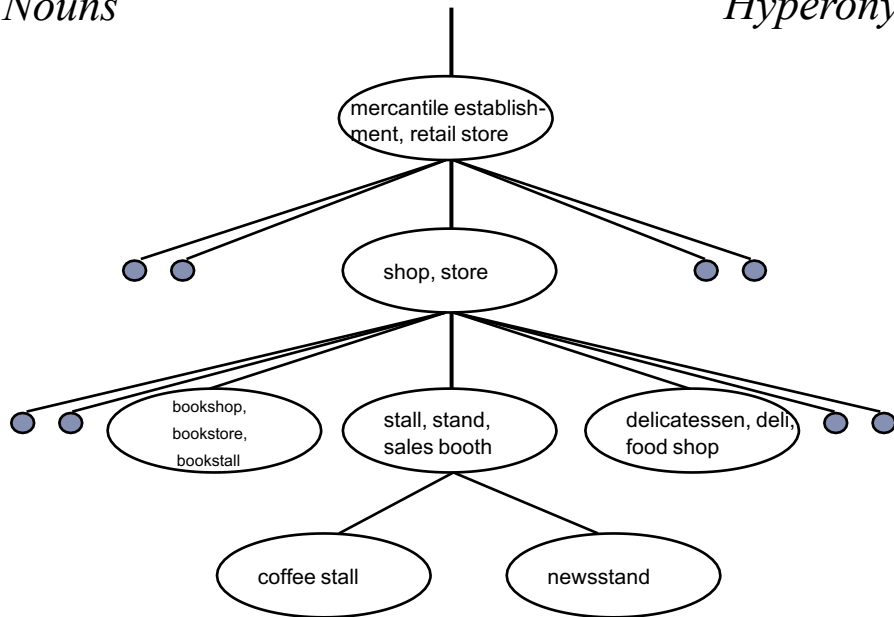 Nouns
Hyperony
mercantile establish-
ment, retail store
shop, store
bookshop,
bookstore,
bookstall
stall, stand,
sales booth
delicatessen, deli,
food shop
coffee stall
newsstand